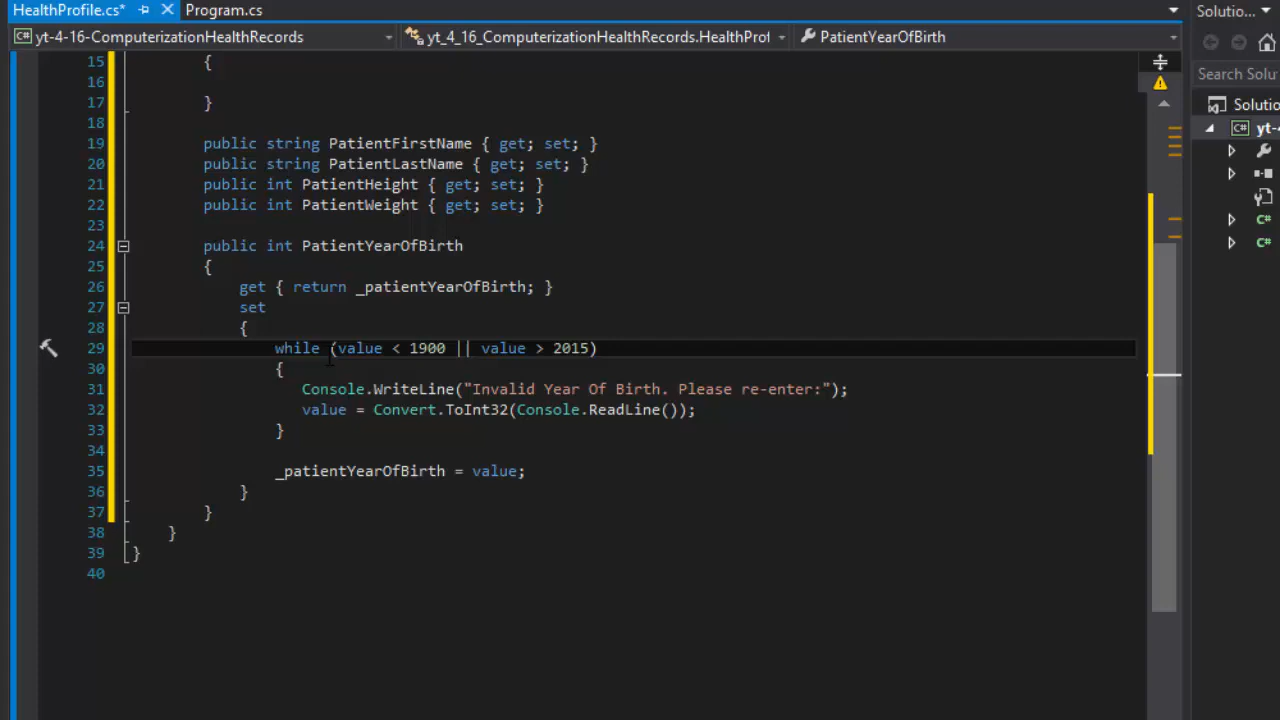 HealthProfile.cs* Program.cs Solutio...
yt-4-16-ComputerizationHealthRecords yt_4_16_ComputerizationHealthRecords.HealthProf PatientYearOfBirth
Search Solu
Solutio
yt-4
15 {
16
17 }
18
19 public string PatientFirstName { get; set; }
20 public string PatientLastName { get; set; }
21 public int PatientHeight { get; set; }
22 public int PatientWeight { get; set; }
23
24 public int PatientYearOfBirth
25 {
26 get { return _patientYearOfBirth; }
27 set
28 {
29 while (value < 1900 || value > 2015)
30 {
31 Console.WriteLine("Invalid Year Of Birth. Please re-enter:");
32 value = Convert.ToInt32(Console.ReadLine());
33 }
34
35 _patientYearOfBirth = value;
36 }
37 }
38 }
39 }
40